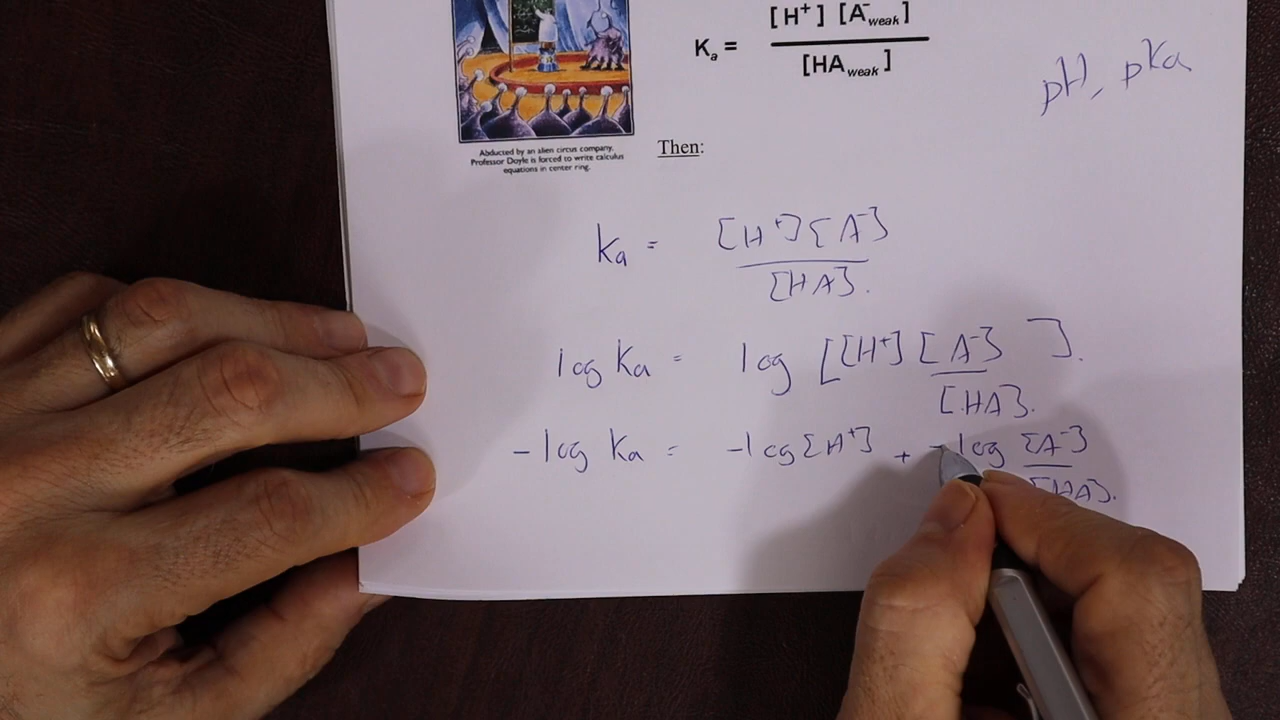 Abducted by an alien circus company,
Professor Doyle is forced to write calculus
equations in center ring.
Kₐ = [H⁺] [A⁻weak] / [HAweak]
pH, pKa
Then:
Ka = [H⁺][A⁻] / [HA].
log Ka = log [[H⁺] [A⁻] / [HA]. ].
-log Ka = -log[H⁺] + -log [A⁻] / [HA].